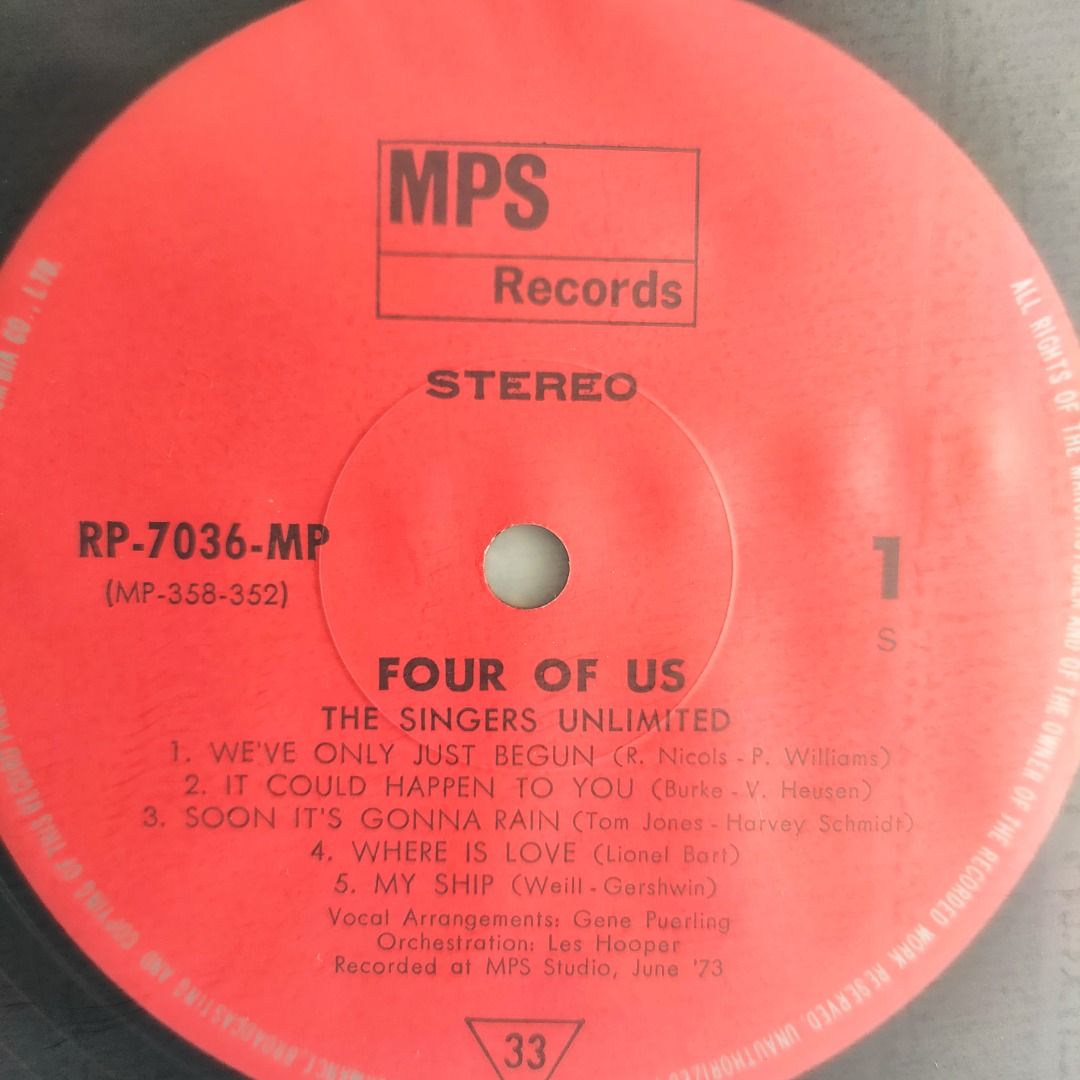 MPS
Records
STEREO
RP-7036-MP
(MP-358-352)
1
S
FOUR OF US
THE SINGERS UNLIMITED
1. WE'VE ONLY JUST BEGUN (R. Nicols - P. Williams)
2. IT COULD HAPPEN TO YOU (Burke - V. Heusen)
3. SOON IT'S GONNA RAIN (Tom Jones - Harvey Schmidt)
4. WHERE IS LOVE (Lionel Bart)
5. MY SHIP (Weill - Gershwin)
Vocal Arrangements: Gene Puerling
Orchestration: Les Hooper
Recorded at MPS Studio, June '73
33
ALL RIGHTS OF THE AND OF THE OWNER OF THE RECORDED WORK RESERVED. UNAUTHORIZED
BROADCASTING AND COPYING OF THIS RECORD
CO., LTD.